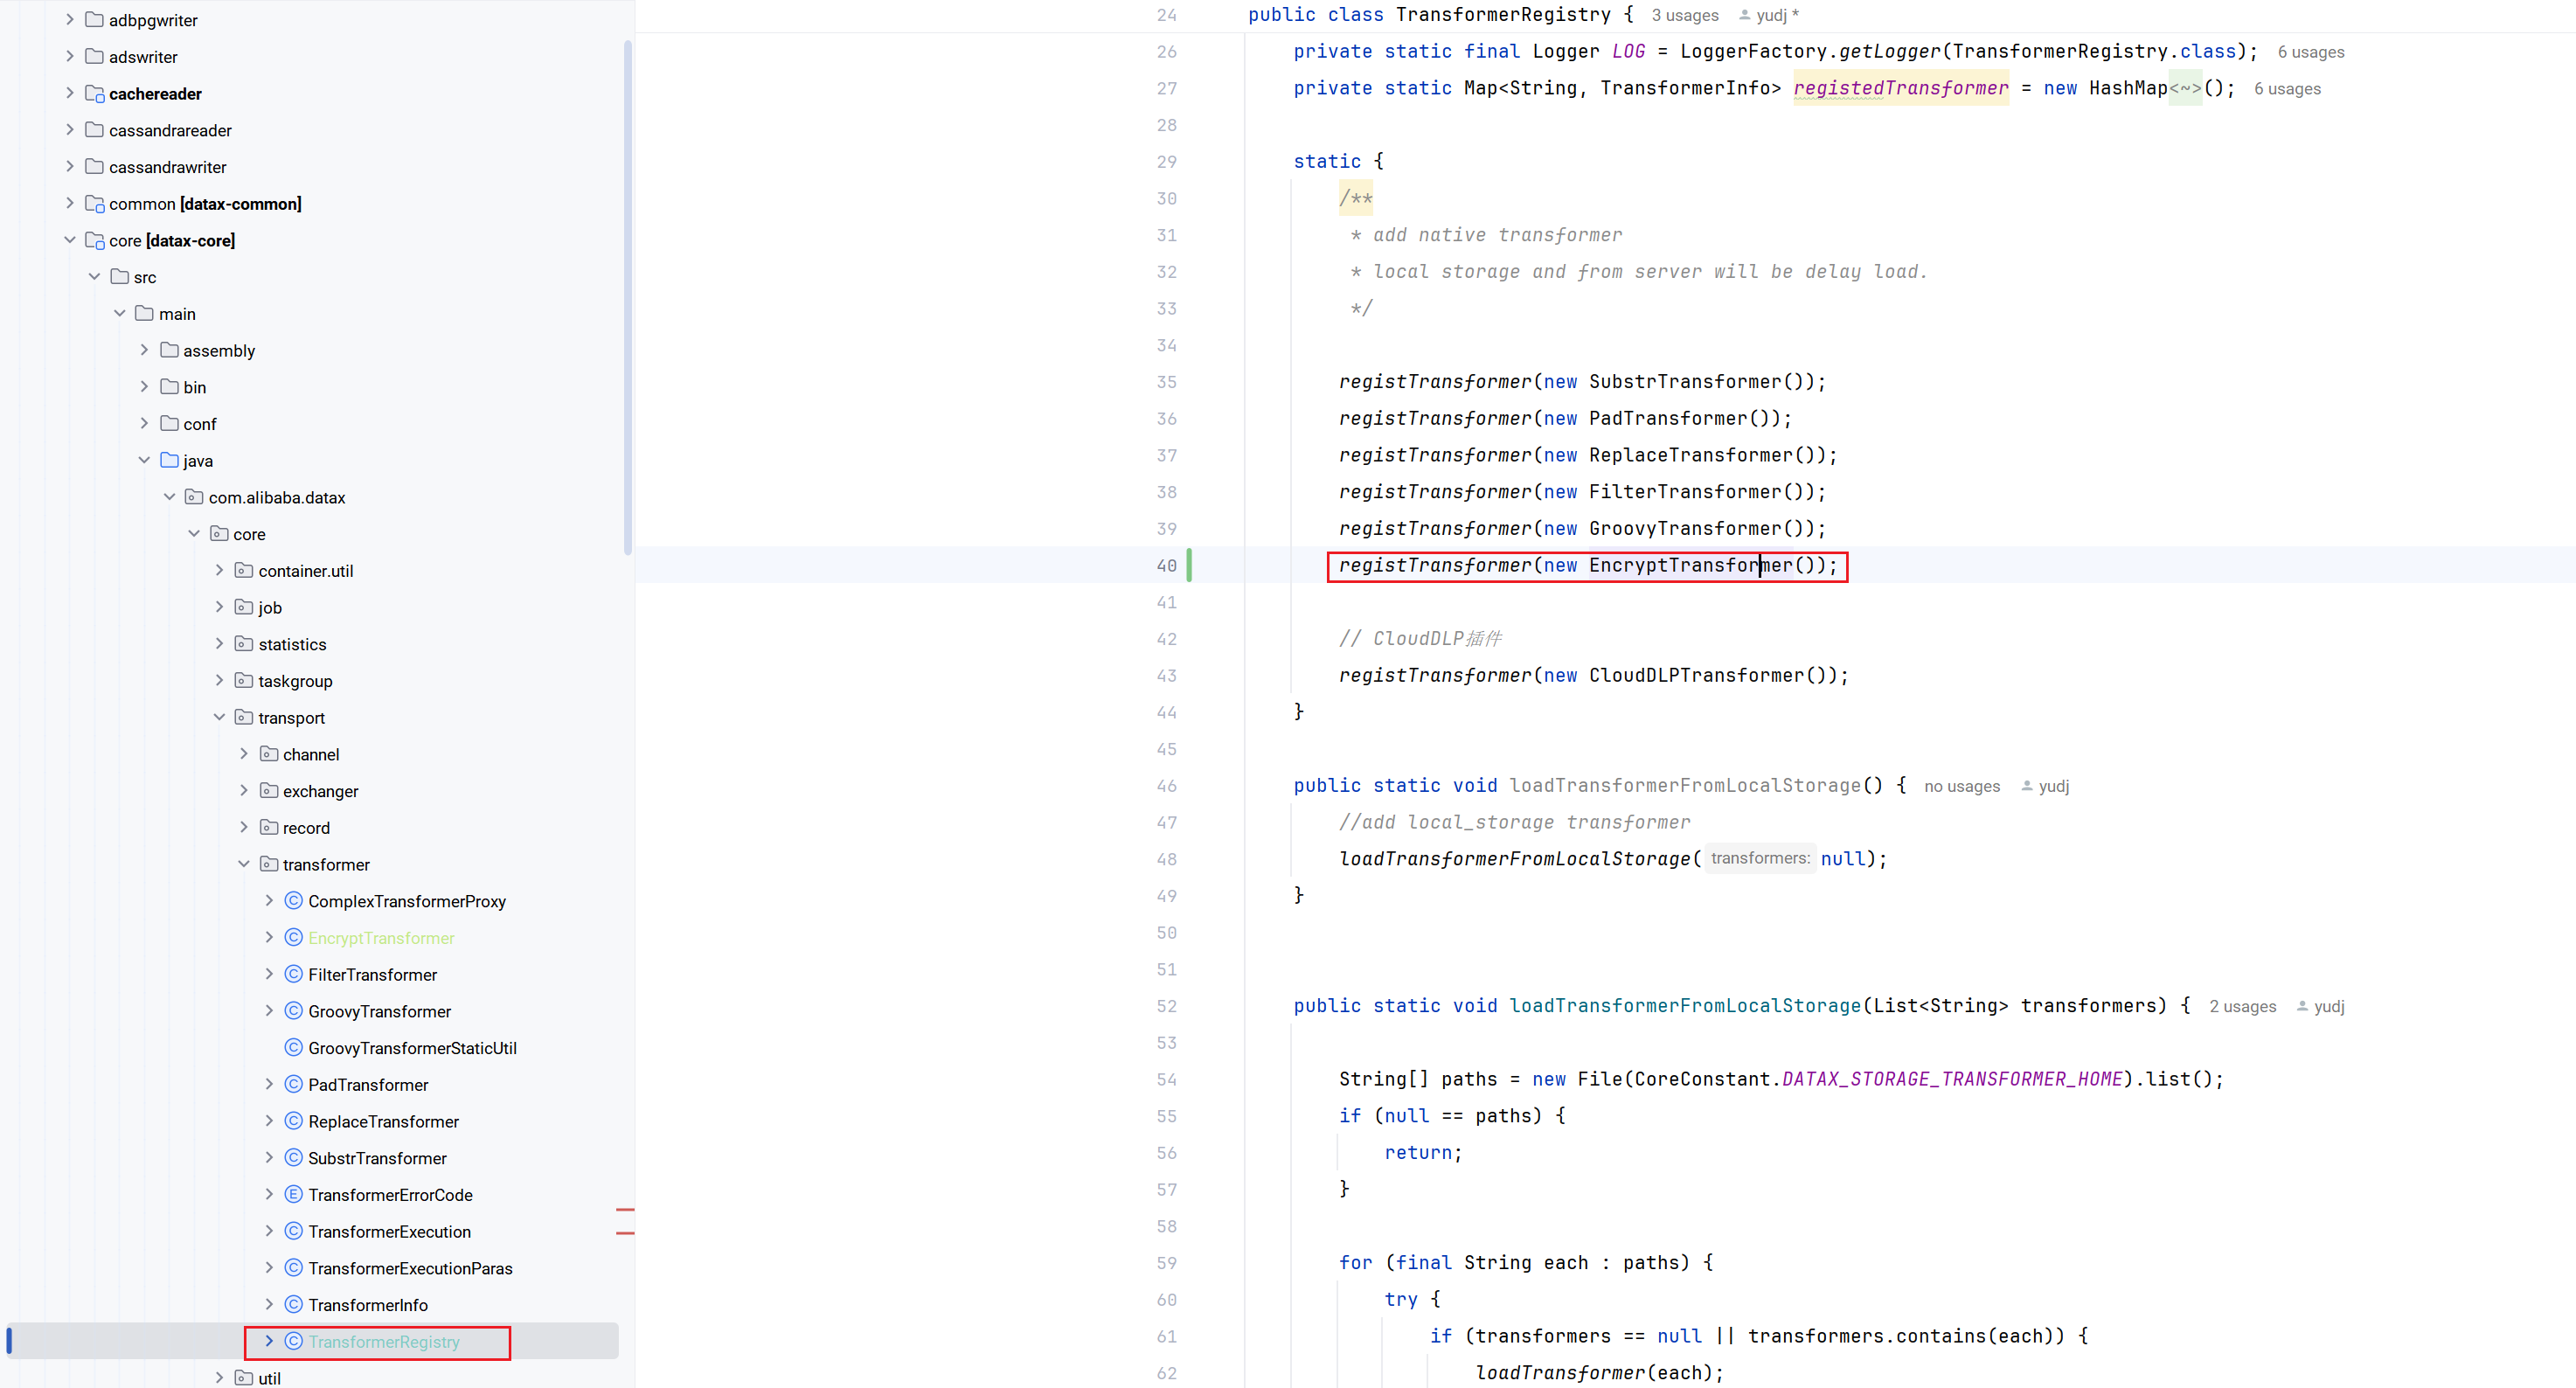 adbpgwriter
adswriter
cachereader
cassandrareader
cassandrawriter
common [datax-common]
core [datax-core]
src
main
assembly
bin
conf
java
com.alibaba.datax
core
container.util
job
statistics
taskgroup
transport
channel
exchanger
record
transformer
ComplexTransformerProxy
EncryptTransformer
FilterTransformer
GroovyTransformer
GroovyTransformerStaticUtil
PadTransformer
ReplaceTransformer
SubstrTransformer
TransformerErrorCode
TransformerExecution
TransformerExecutionParas
TransformerInfo
TransformerRegistry
util
24 public class TransformerRegistry { 3 usages yudj *
26 private static final Logger LOG = LoggerFactory.getLogger(TransformerRegistry.class); 6 usages
27 private static Map<String, TransformerInfo> registedTransformer = new HashMap<~>(); 6 usages
28
29 static {
30 /**
31 * add native transformer
32 * local storage and from server will be delay load.
33 */
34
35 registTransformer(new SubstrTransformer());
36 registTransformer(new PadTransformer());
37 registTransformer(new ReplaceTransformer());
38 registTransformer(new FilterTransformer());
39 registTransformer(new GroovyTransformer());
40 registTransformer(new EncryptTransformer());
41
42 // CloudDLP插件
43 registTransformer(new CloudDLPTransformer());
44 }
45
46 public static void loadTransformerFromLocalStorage() { no usages yudj
47 //add local_storage transformer
48 loadTransformerFromLocalStorage( transformers: null);
49 }
50
51
52 public static void loadTransformerFromLocalStorage(List<String> transformers) { 2 usages yudj
53
54 String[] paths = new File(CoreConstant.DATAX_STORAGE_TRANSFORMER_HOME).list();
55 if (null == paths) {
56 return;
57 }
58
59 for (final String each : paths) {
60 try {
61 if (transformers == null || transformers.contains(each)) {
62 loadTransformer(each);